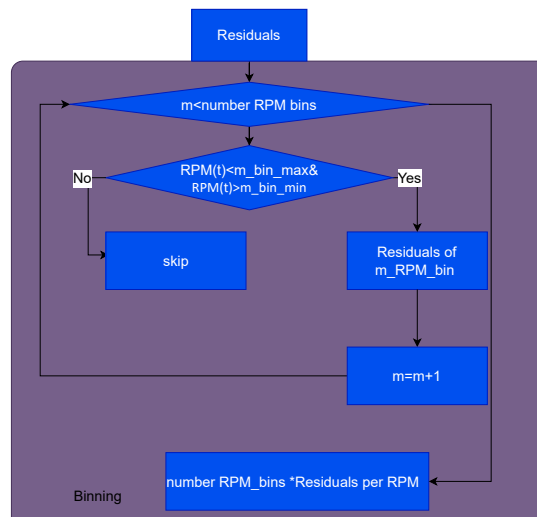 Residuals
m<number RPM bins
RPM(t)<m_bin_max&
RPM(t)>m_bin_min
No
Yes
skip
Residuals of
m_RPM_bin
m=m+1
number RPM_bins *Residuals per RPM
Binning